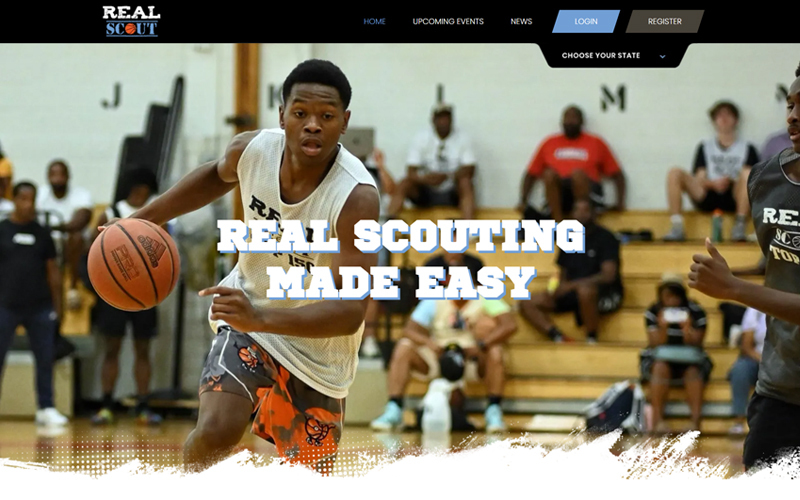 REAL
SCOUT
HOME
UPCOMING EVENTS
NEWS
LOGIN
REGISTER
CHOOSE YOUR STATE
J
K
L
M
REAL SCOUTING
MADE EASY